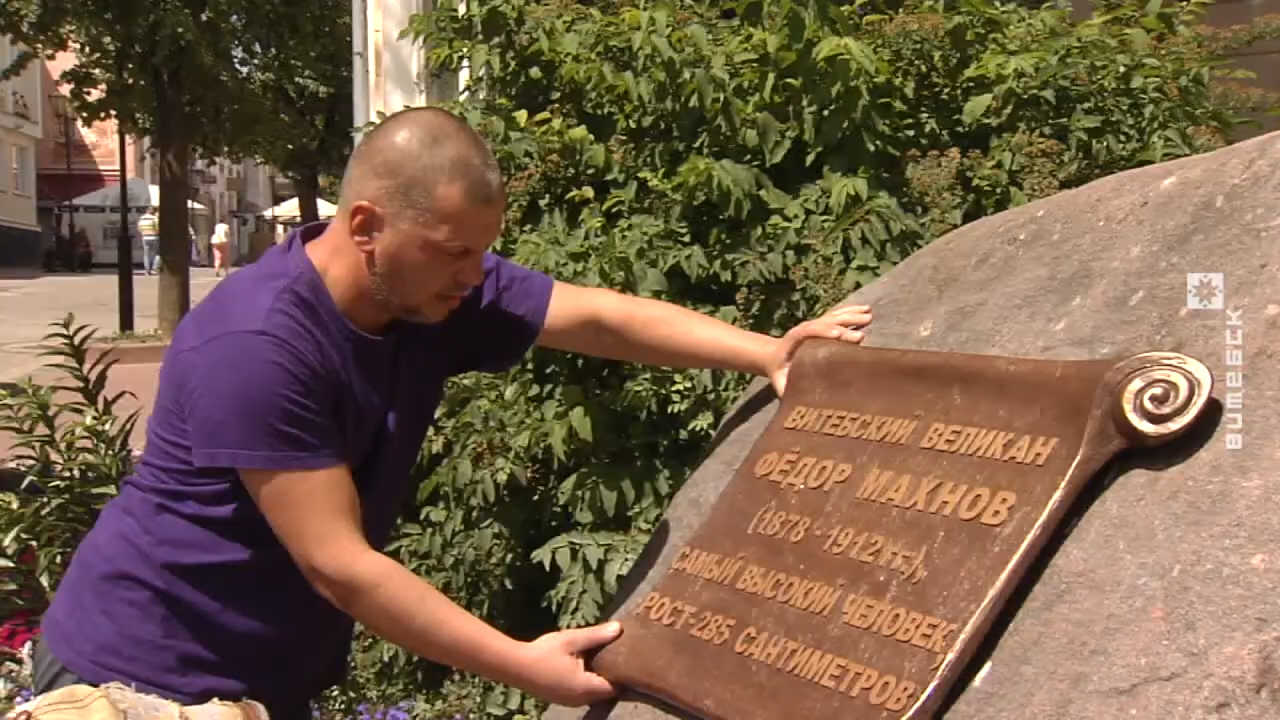 ВИТЕБСКИЙ ВЕЛИКАН
ФЁДОР МАХНОВ
(1878 - 1912 гг.),
САМЫЙ ВЫСОКИЙ ЧЕЛОВЕК,
РОСТ-285 САНТИМЕТРОВ
витебск